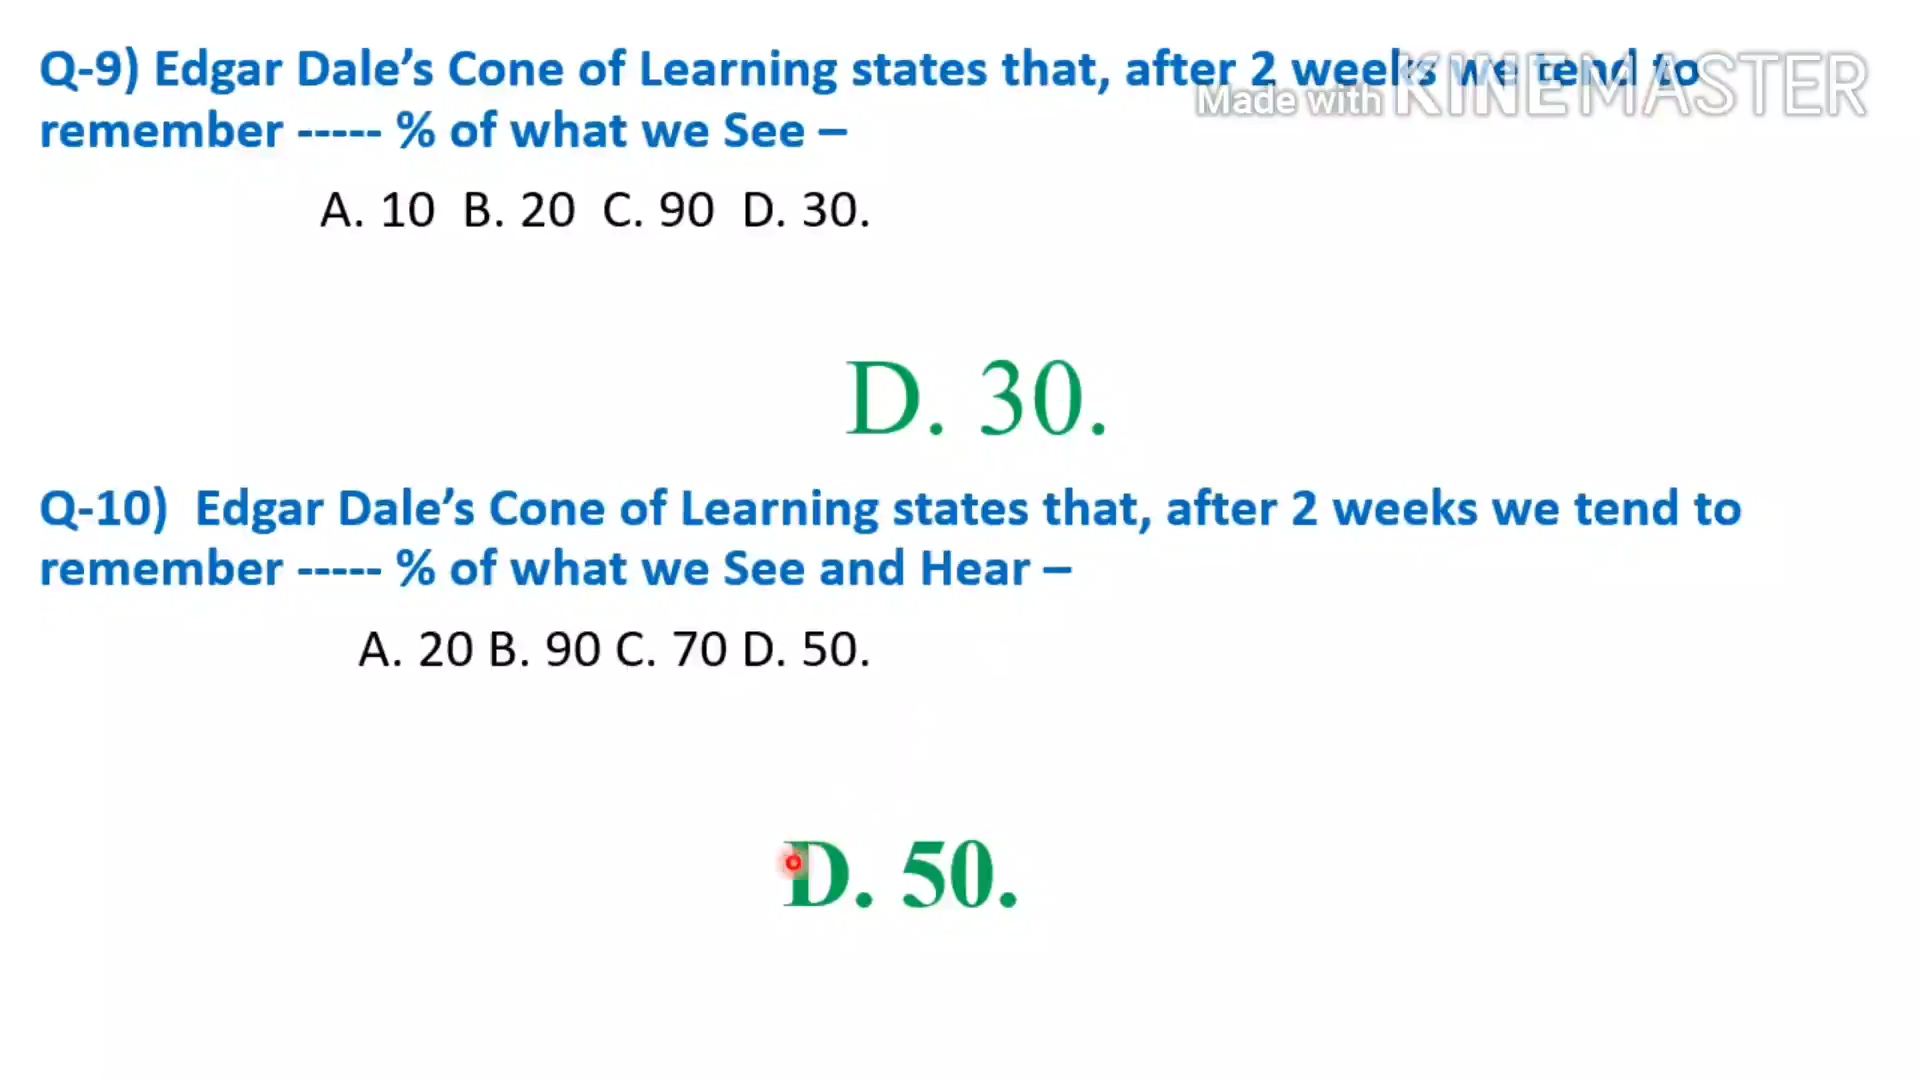 Q-9) Edgar Dale’s Cone of Learning states that, after 2 weeks we tend to
Made with KINEMASTER
remember ----- % of what we See –
A. 10 B. 20 C. 90 D. 30.
D. 30.
Q-10) Edgar Dale’s Cone of Learning states that, after 2 weeks we tend to
remember ----- % of what we See and Hear –
A. 20 B. 90 C. 70 D. 50.
D. 50.